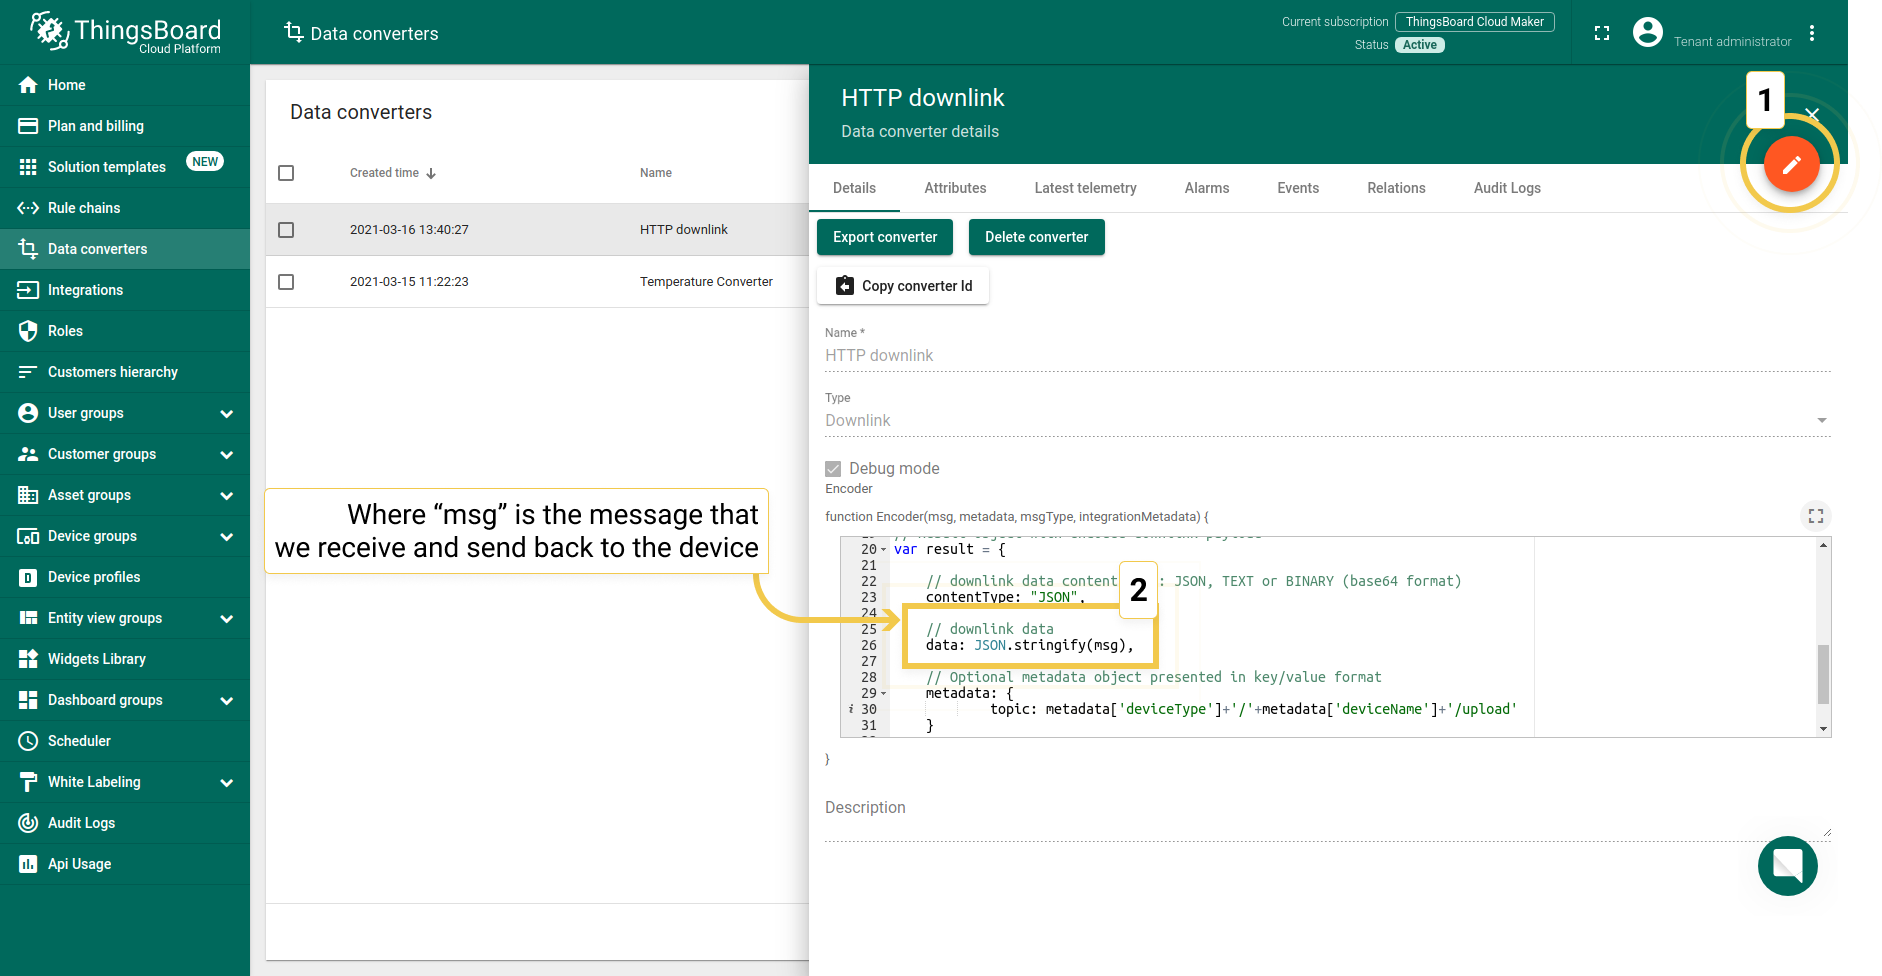 ThingsBoard
Cloud Platform
Data converters
Current subscription
ThingsBoard Cloud Maker
Status
Active
Tenant administrator
Home
Plan and billing
Solution templates
NEW
Rule chains
Data converters
Integrations
Roles
Customers hierarchy
User groups
Customer groups
Asset groups
Device groups
Device profiles
Entity view groups
Widgets Library
Dashboard groups
Scheduler
White Labeling
Audit Logs
Api Usage
Data converters
Created time
Name
2021-03-16 13:40:27
HTTP downlink
2021-03-15 11:22:23
Temperature Converter
Where “msg” is the message that
we receive and send back to the device
HTTP downlink
Data converter details
1
Details
Attributes
Latest telemetry
Alarms
Events
Relations
Audit Logs
Export converter
Delete converter
Copy converter Id
Name *
HTTP downlink
Type
Downlink
Debug mode
Encoder
function Encoder(msg, metadata, msgType, integrationMetadata) {
20 var result = {
21
22 // downlink data content : JSON, TEXT or BINARY (base64 format)
23 contentType: "JSON",
2
24
25 // downlink data
26 data: JSON.stringify(msg),
27
28 // Optional metadata object presented in key/value format
29 metadata: {
i 30 topic: metadata['deviceType']+'/'+metadata['deviceName']+'/upload'
31 }
}
Description